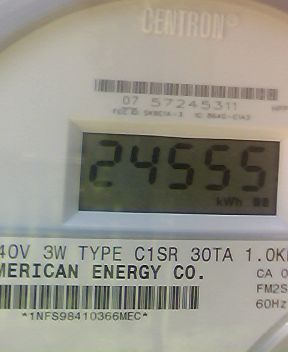 CENTRON®
07 57245311
24555
kWh
40V 3W TYPE C1SR 30TA 1.0K
MERICAN ENERGY CO.
CA 0
FM2S
60Hz
*1NFS98410366MEC*